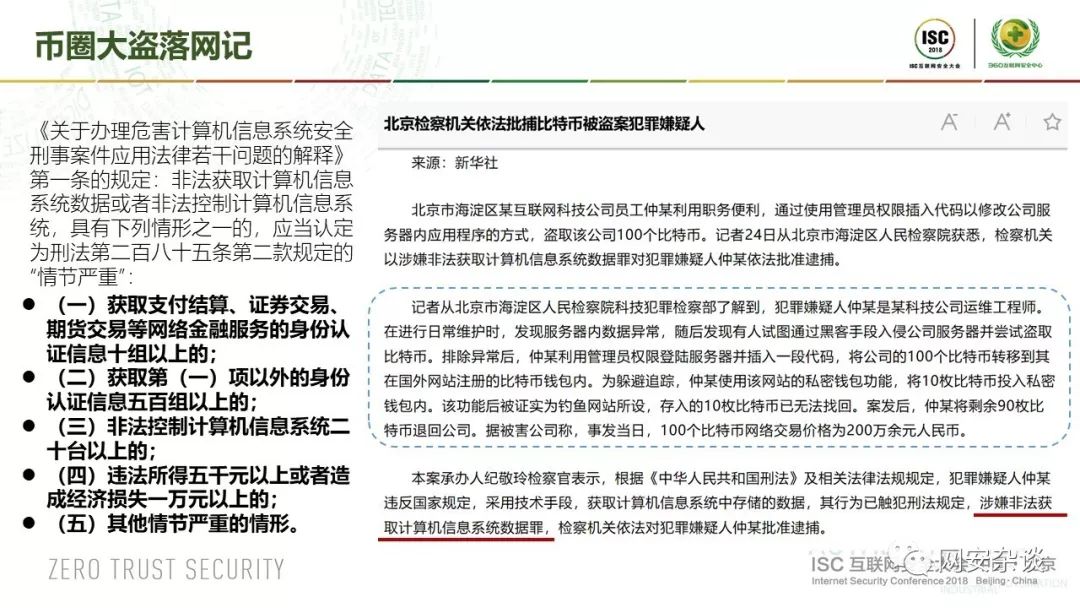 币圈大盗落网记
ISC
2018
ISC互联网安全大会
360互联网安全中心
《关于办理危害计算机信息系统安全
刑事案件应用法律若干问题的解释》
第一条的规定：非法获取计算机信息
系统数据或者非法控制计算机信息系
统，具有下列情形之一的，应当认定
为刑法第二百八十五条第二款规定的
“情节严重”：
● （一）获取支付结算、证券交易、
期货交易等网络金融服务的身份认
证信息十组以上的；
● （二）获取第（一）项以外的身份
认证信息五百组以上的；
● （三）非法控制计算机信息系统二
十台以上的；
● （四）违法所得五千元以上或者造
成经济损失一万元以上的；
● （五）其他情节严重的情形。
ZERO TRUST SECURITY
北京检察机关依法批捕比特币被盗案犯罪嫌疑人
A- A+
来源：新华社
北京市海淀区某互联网科技公司员工仲某利用职务便利，通过使用管理员权限插入代码以修改公司服
务器内应用程序的方式，盗取该公司100个比特币。记者24日从北京市海淀区人民检察院获悉，检察机关
以涉嫌非法获取计算机信息系统数据罪对犯罪嫌疑人仲某依法批准逮捕。
记者从北京市海淀区人民检察院科技犯罪检察部了解到，犯罪嫌疑人仲某是某科技公司运维工程师。
在进行日常维护时，发现服务器内数据异常，随后发现有人试图通过黑客手段入侵公司服务器并尝试盗取
比特币。排除异常后，仲某利用管理员权限登陆服务器并插入一段代码，将公司的100个比特币转移到其
在国外网站注册的比特币钱包内。为躲避追踪，仲某使用该网站的私密钱包功能，将10枚比特币投入私密
钱包内。该功能后被证实为钓鱼网站所设，存入的10枚比特币已无法找回。案发后，仲某将剩余90枚比
特币退回公司。据被害公司称，事发当日，100个比特币网络交易价格为200万余元人民币。
本案承办人纪敬玲检察官表示，根据《中华人民共和国刑法》及相关法律法规规定，犯罪嫌疑人仲某
违反国家规定，采用技术手段，获取计算机信息系统中存储的数据，其行为已触犯刑法规定，涉嫌非法获
取计算机信息系统数据罪，检察机关依法对犯罪嫌疑人仲某批准逮捕。
网安杂谈
ISC 互联网安全大会 中国·北京
Internet Security Conference 2018 Beijing·China